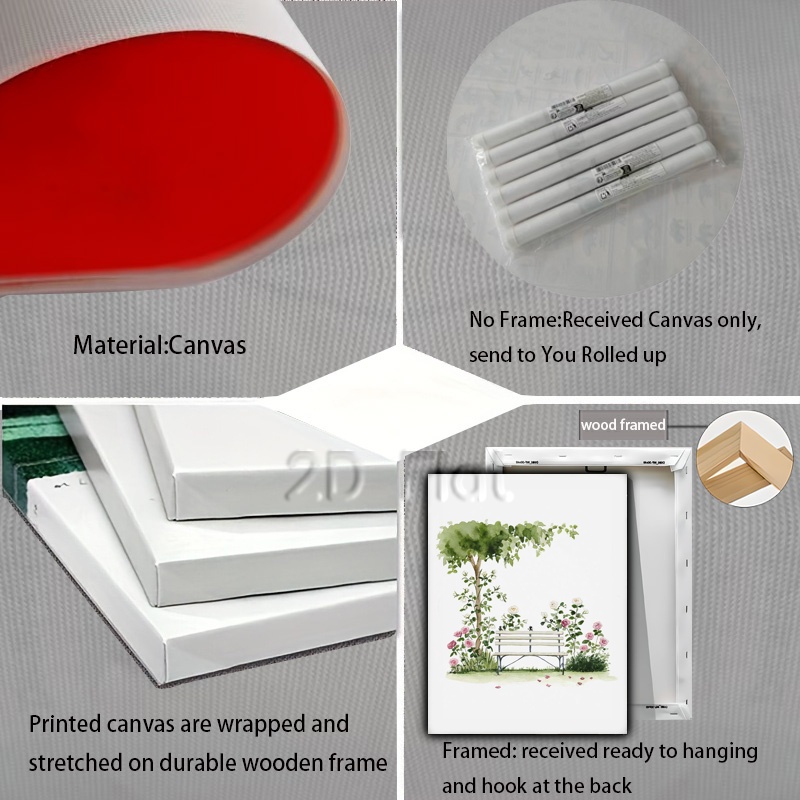 Material:Canvas
No Frame:Received Canvas only,
send to You Rolled up
2D Flat
wood framed
Printed canvas are wrapped and
stretched on durable wooden frame
Framed: received ready to hanging
and hook at the back